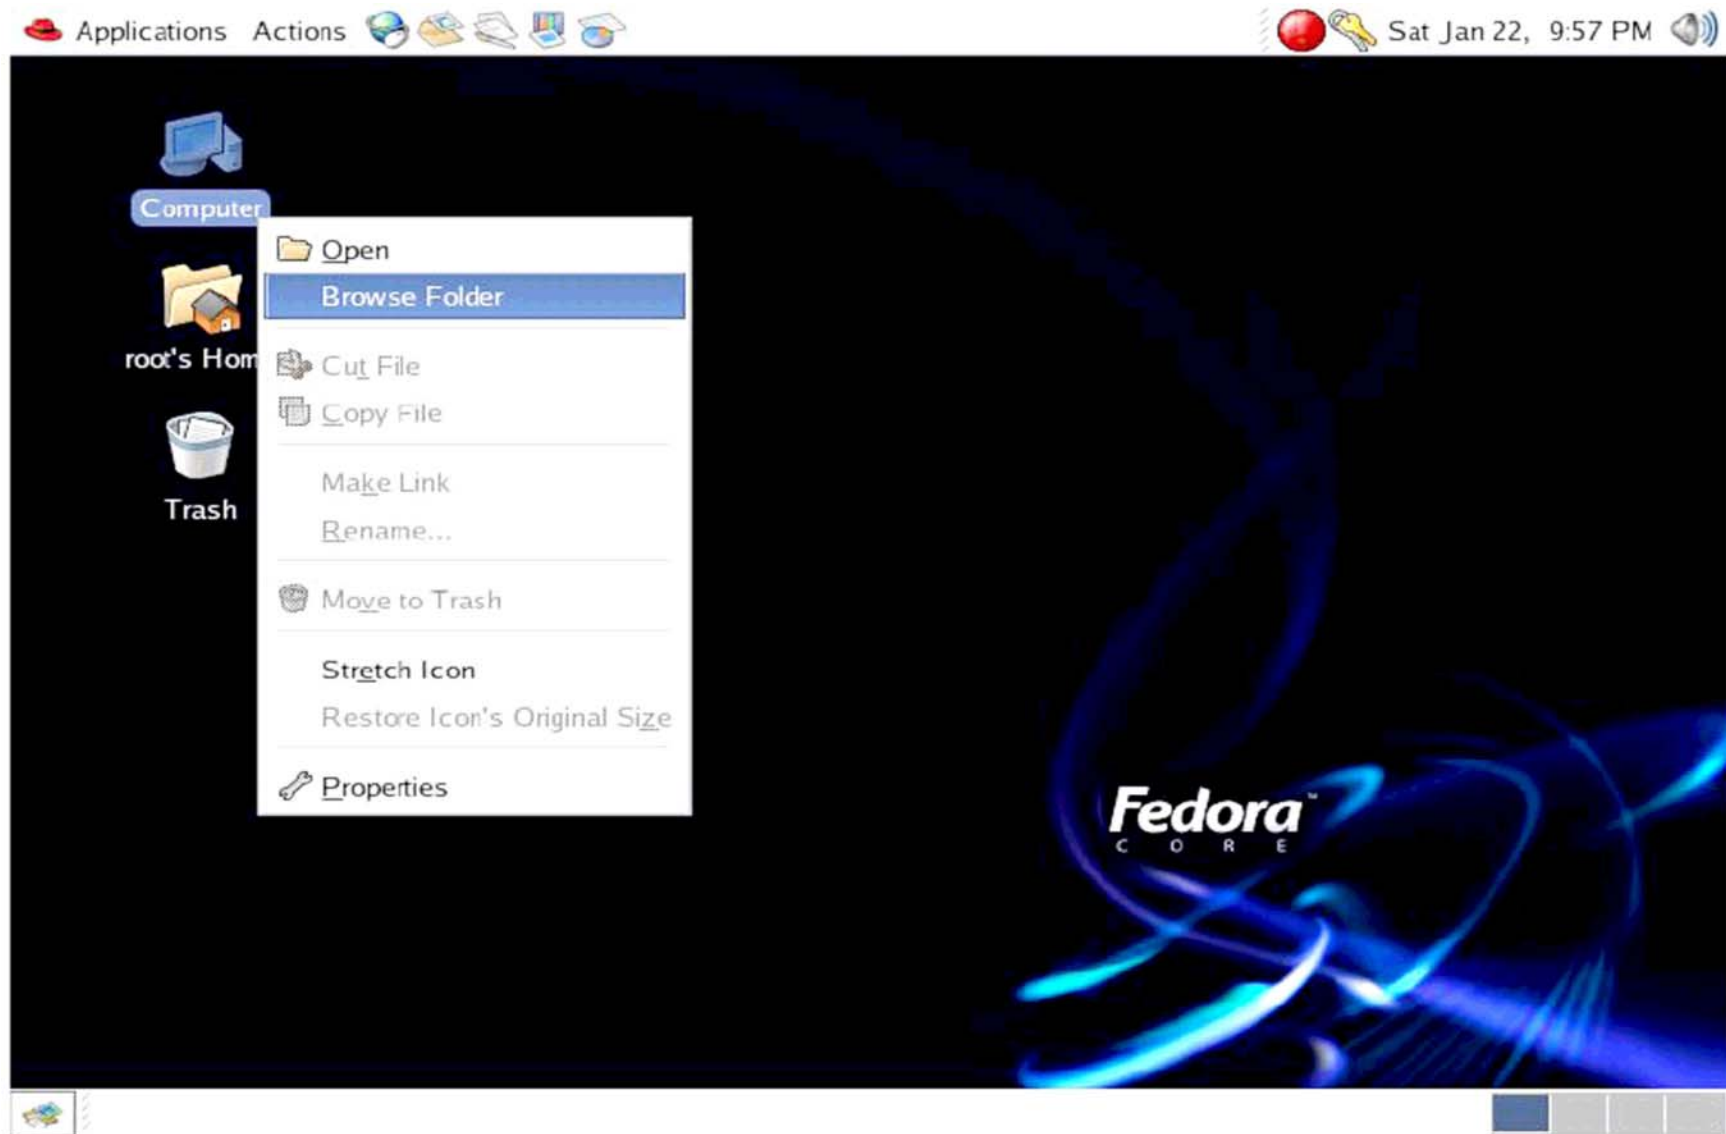 Applications Actions Sat Jan 22, 9:57 PM
Computer
Open
Browse Folder
root's Hom
Cut File
Copy File
Make Link
Trash
Rename...
Move to Trash
Stretch Icon
Restore Icon's Original Size
Properties
Fedora™
CORE